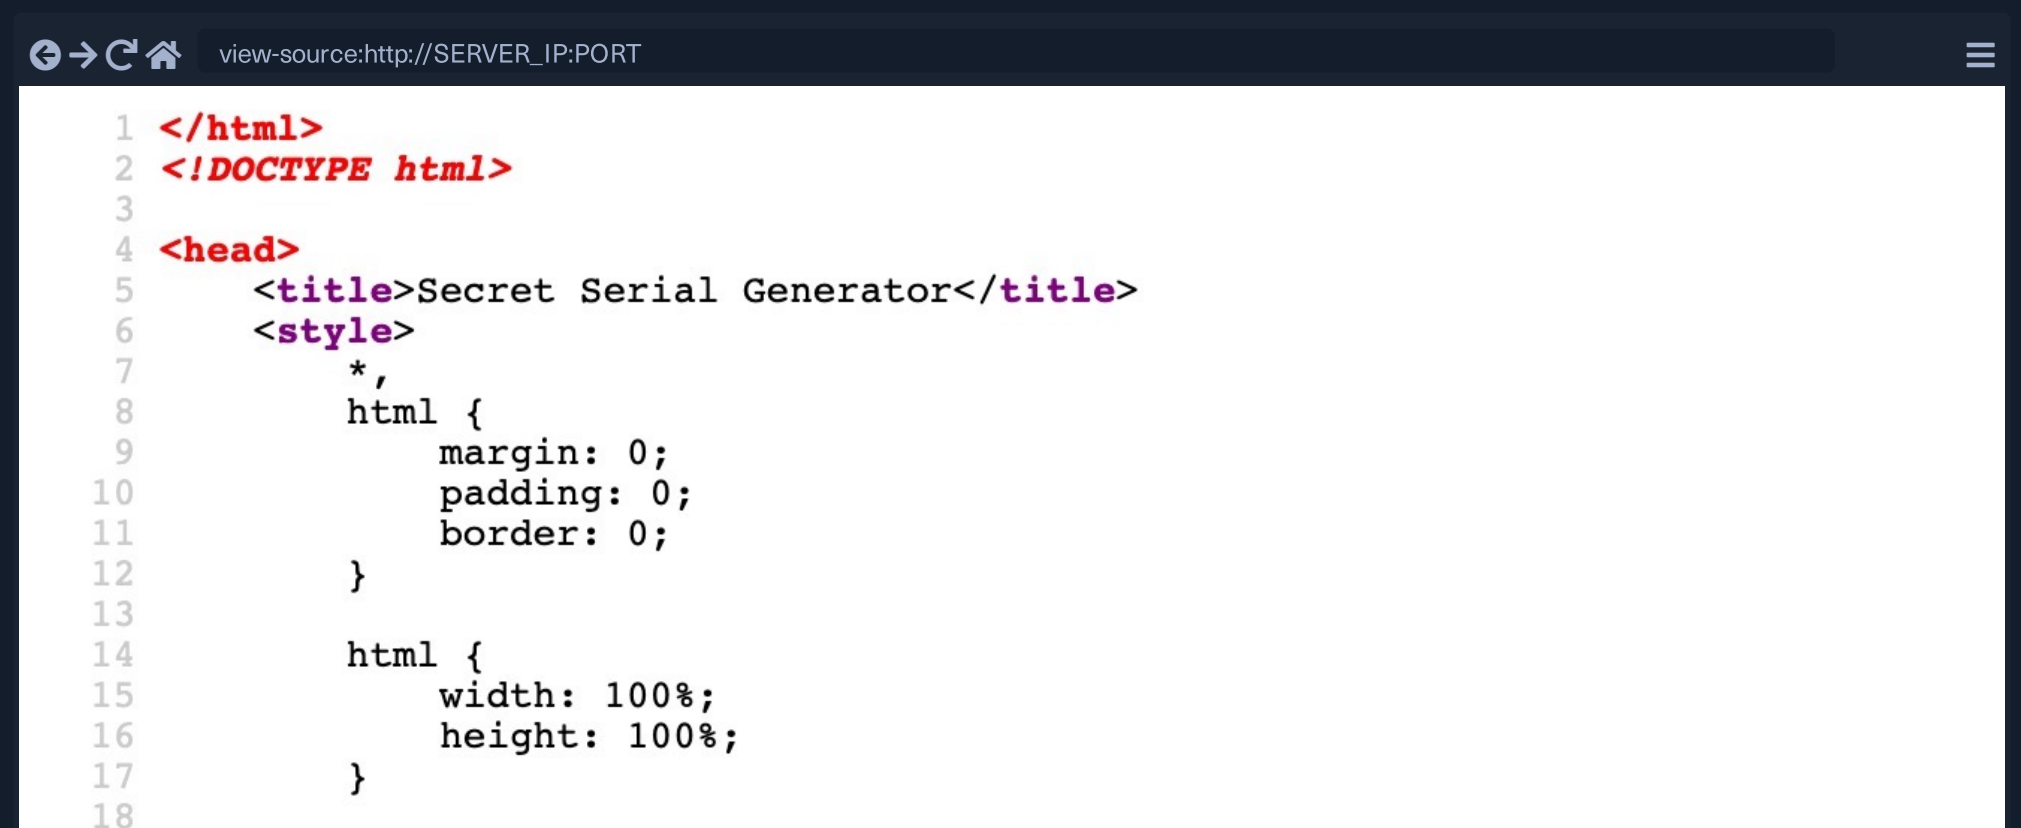 view-source:http://SERVER_IP:PORT
1 </html>
2 <!DOCTYPE html>
3
4 <head>
5 <title>Secret Serial Generator</title>
6 <style>
7 *,
8 html {
9 margin: 0;
10 padding: 0;
11 border: 0;
12 }
13
14 html {
15 width: 100%;
16 height: 100%;
17 }
18